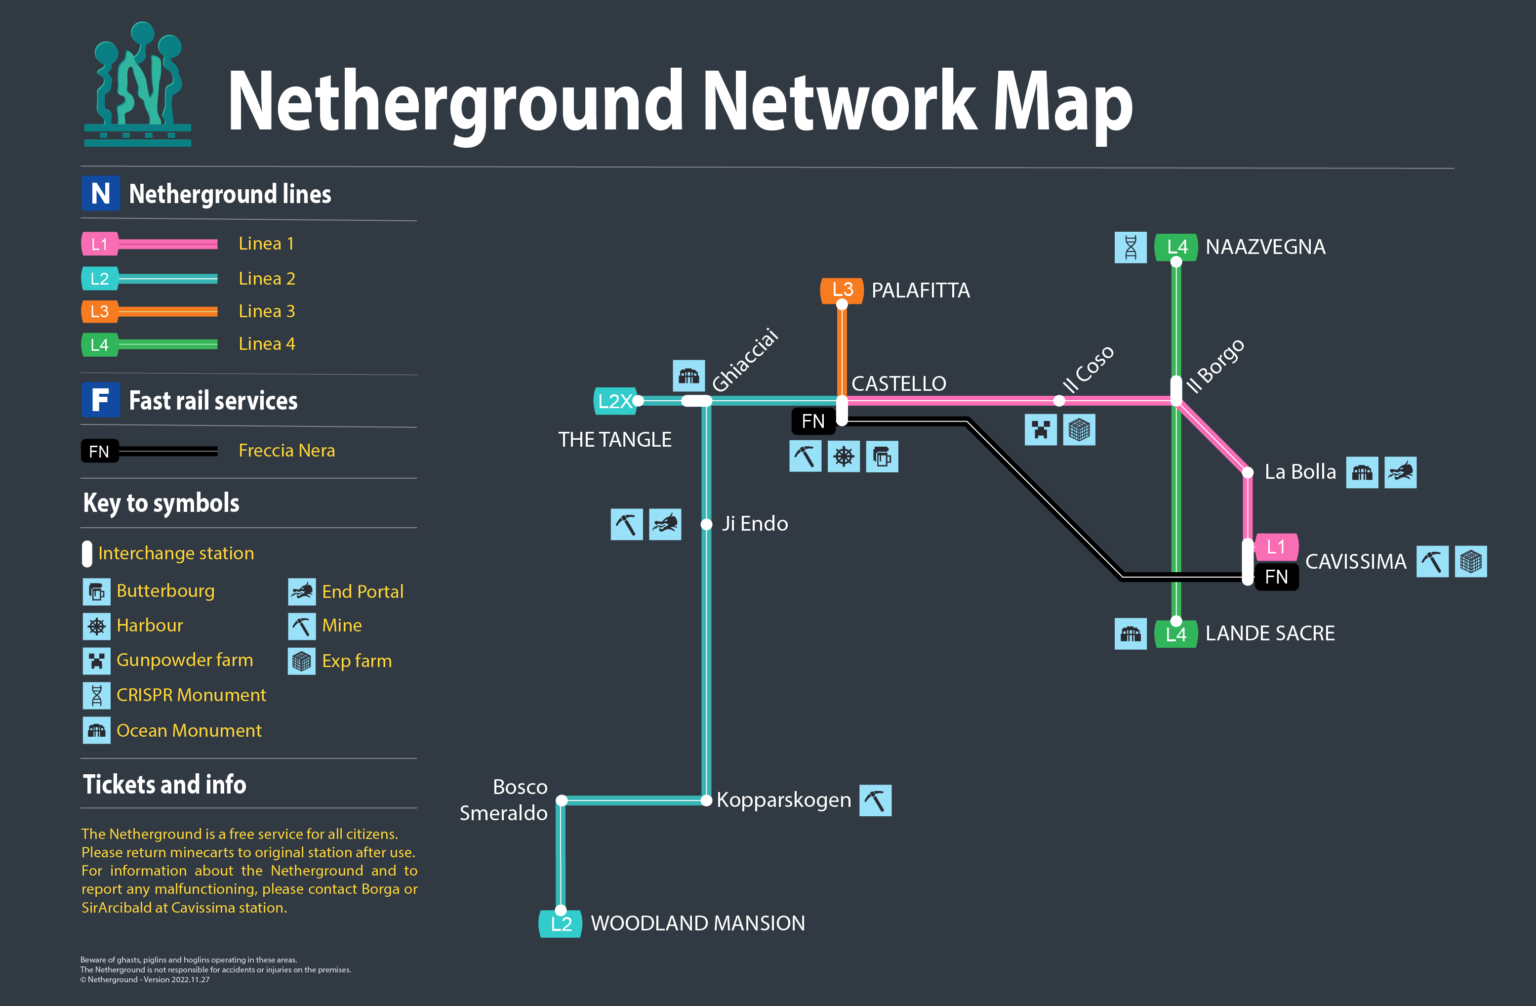 N
Netherground Network Map
N Netherground lines
L1 Linea 1
L2 Linea 2
L3 Linea 3
L4 Linea 4
F Fast rail services
FN Freccia Nera
Key to symbols
Interchange station
Butterbourg
End Portal
Harbour
Mine
Gunpowder farm
Exp farm
CRISPR Monument
Ocean Monument
Tickets and info
The Netherground is a free service for all citizens.
Please return minecarts to original station after use.
For information about the Netherground and to
report any malfunctioning, please contact Borga or
SirArcibald at Cavissima station.
Beware of ghasts, piglins and hoglins operating in these areas.
The Netherground is not responsible for accidents or injuries on the premises.
© Netherground - Version 2022.11.27
L4 NAAZVEGNA
L3 PALAFITTA
Ghiacciai
Il Coso
Il Borgo
CASTELLO
L2X
FN
THE TANGLE
La Bolla
Ji Endo
L1
CAVISSIMA
FN
L4 LANDE SACRE
Bosco
Smeraldo
Kopparskogen
L2 WOODLAND MANSION